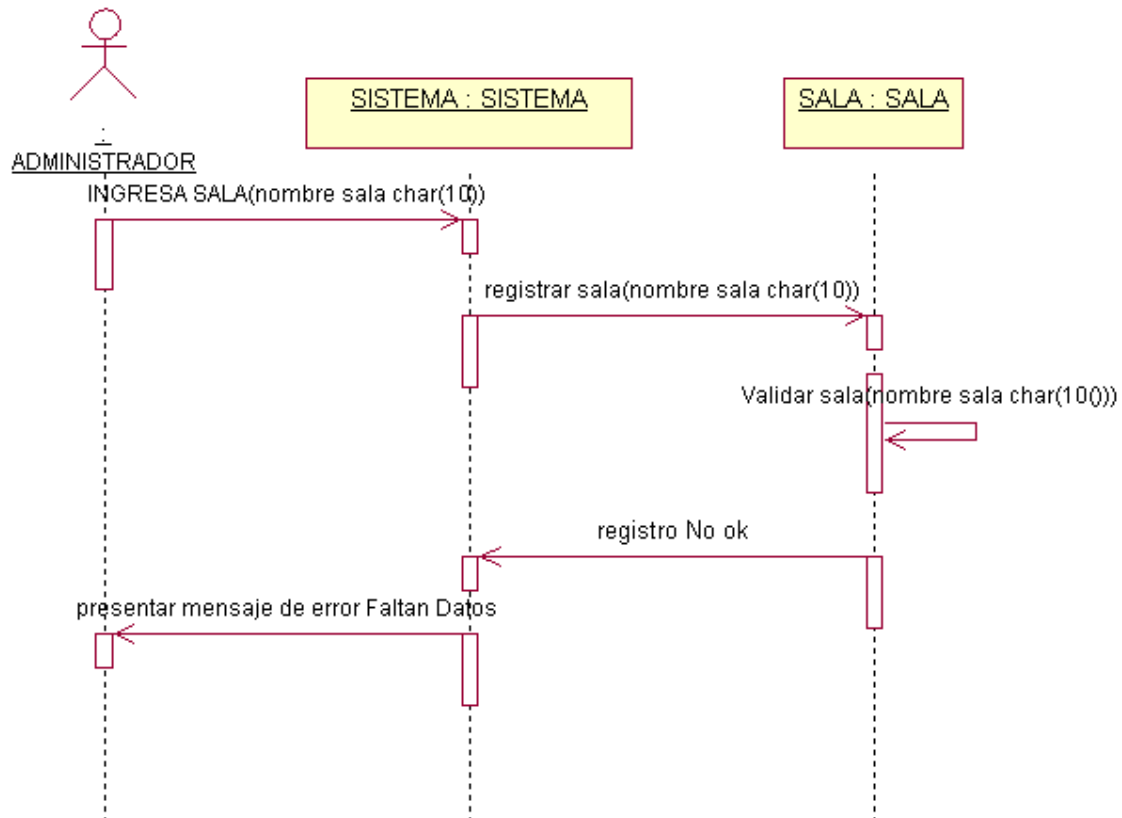 SISTEMA : SISTEMA
SALA : SALA
:
ADMINISTRADOR
INGRESA SALA(nombre sala char(10))
registrar sala(nombre sala char(10))
Validar sala(nombre sala char(10()))
registro No ok
presentar mensaje de error Faltan Datos